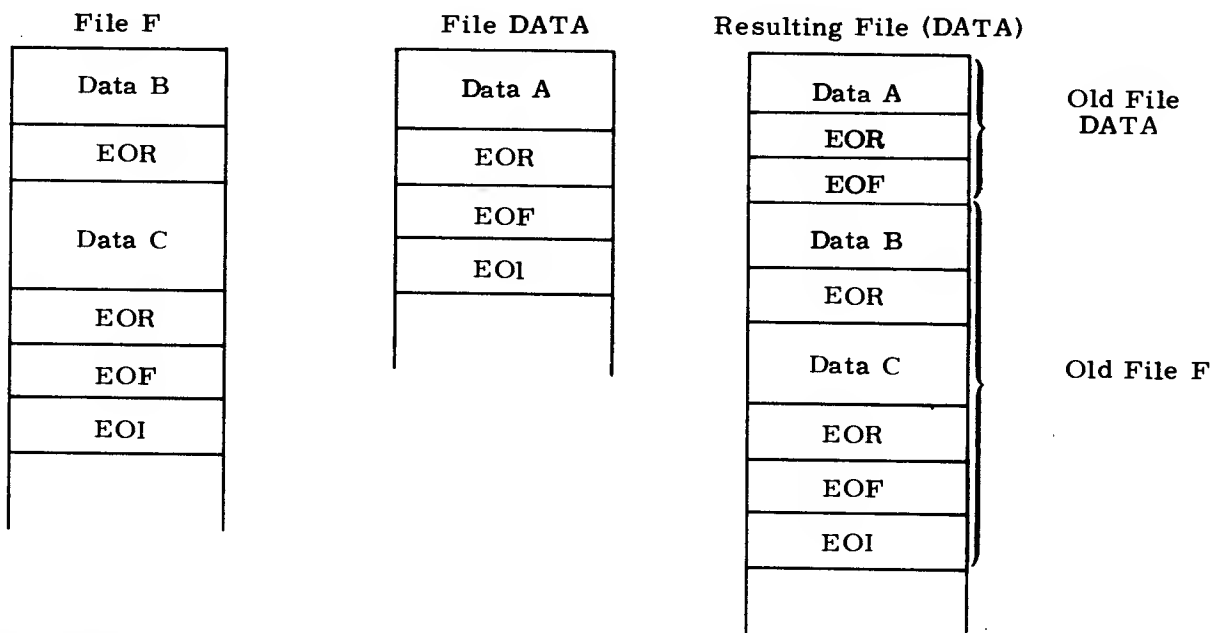 File F
Data B
EOR
Data C
EOR
EOF
EOI
File DATA
Data A
EOR
EOF
EO1
Resulting File (DATA)
Data A
EOR
EOF
Data B
EOR
Data C
EOR
EOF
EOI
Old File
DATA
Old File F